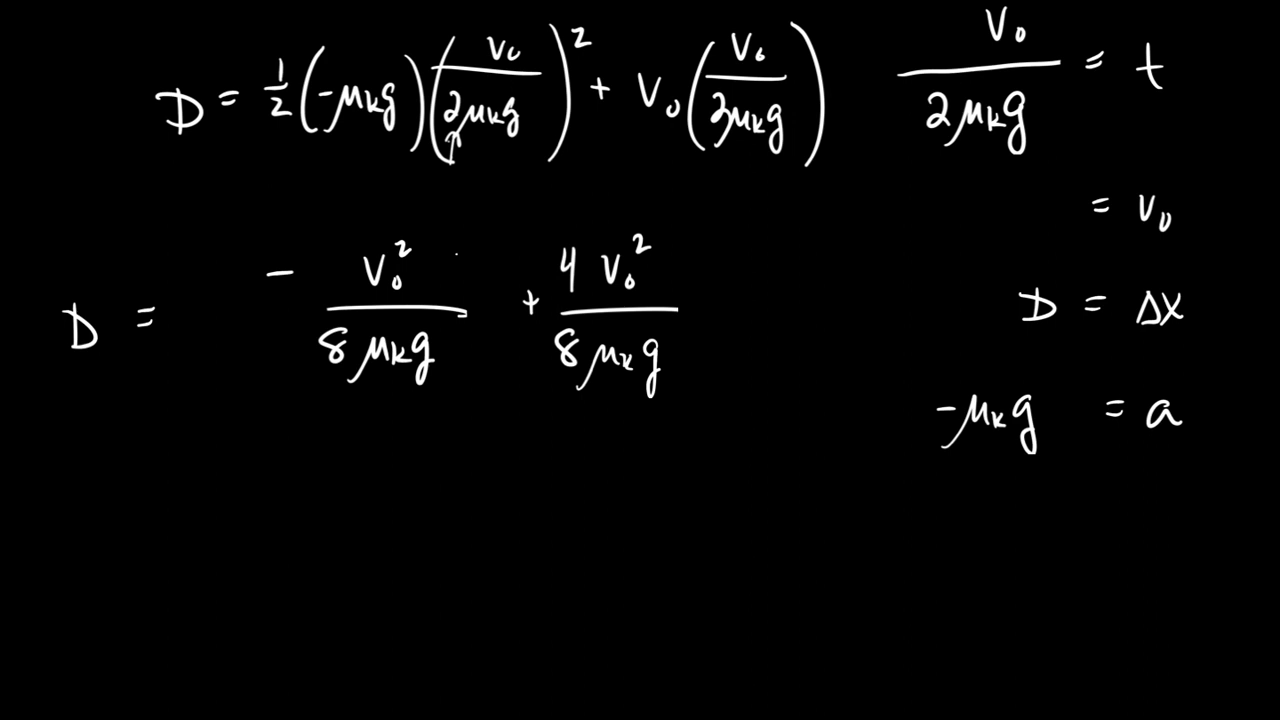 D = 1/2 (-μₖg)(v₀/2μₖg)² + v₀(v₀/2μₖg)
v₀/2μₖg = t
= v₀
D = -v₀²/8μₖg + 4v₀²/8μₖg
D = Δx
-μₖg = a